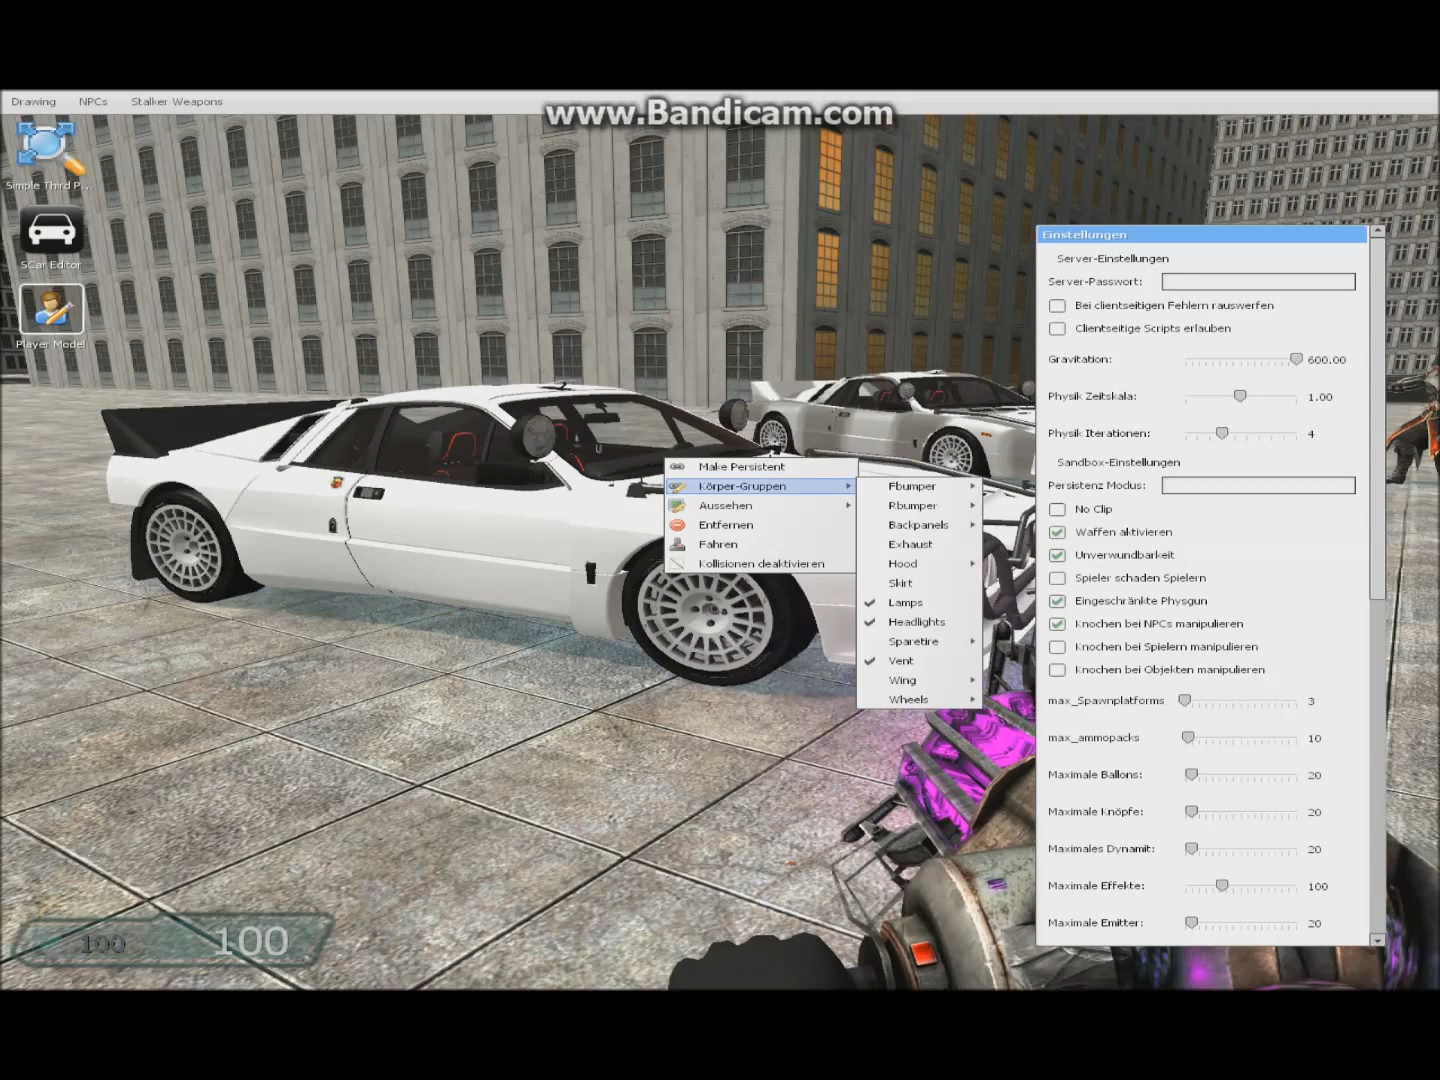 Drawing NPCs Stalker Weapons
www.Bandicam.com
Simple Third P...
SCar Editor
Player Model
Make Persistent
Körper-Gruppen
Aussehen
Entfernen
Fahren
Kollisionen deaktivieren
Fbumper
Rbumper
Backpanels
Exhaust
Hood
Skirt
Lamps
Headlights
Sparetire
Vent
Wing
Wheels
Einstellungen
Server-Einstellungen
Server-Passwort:
Bei clientseitigen Fehlern rauswerfen
Clientseitige Scripts erlauben
Gravitation: 600.00
Physik Zeitskala: 1.00
Physik Iterationen: 4
Sandbox-Einstellungen
Persistenz Modus:
No Clip
Waffen aktivieren
Unverwundbarkeit
Spieler schaden Spielern
Eingeschränkte Physgun
Knochen bei NPCs manipulieren
Knochen bei Spielern manipulieren
Knochen bei Objekten manipulieren
max_Spawnplatforms 3
max_ammopacks 10
Maximale Ballons: 20
Maximale Knöpfe: 20
Maximales Dynamit: 20
Maximale Effekte: 100
Maximale Emitter: 20
100 100